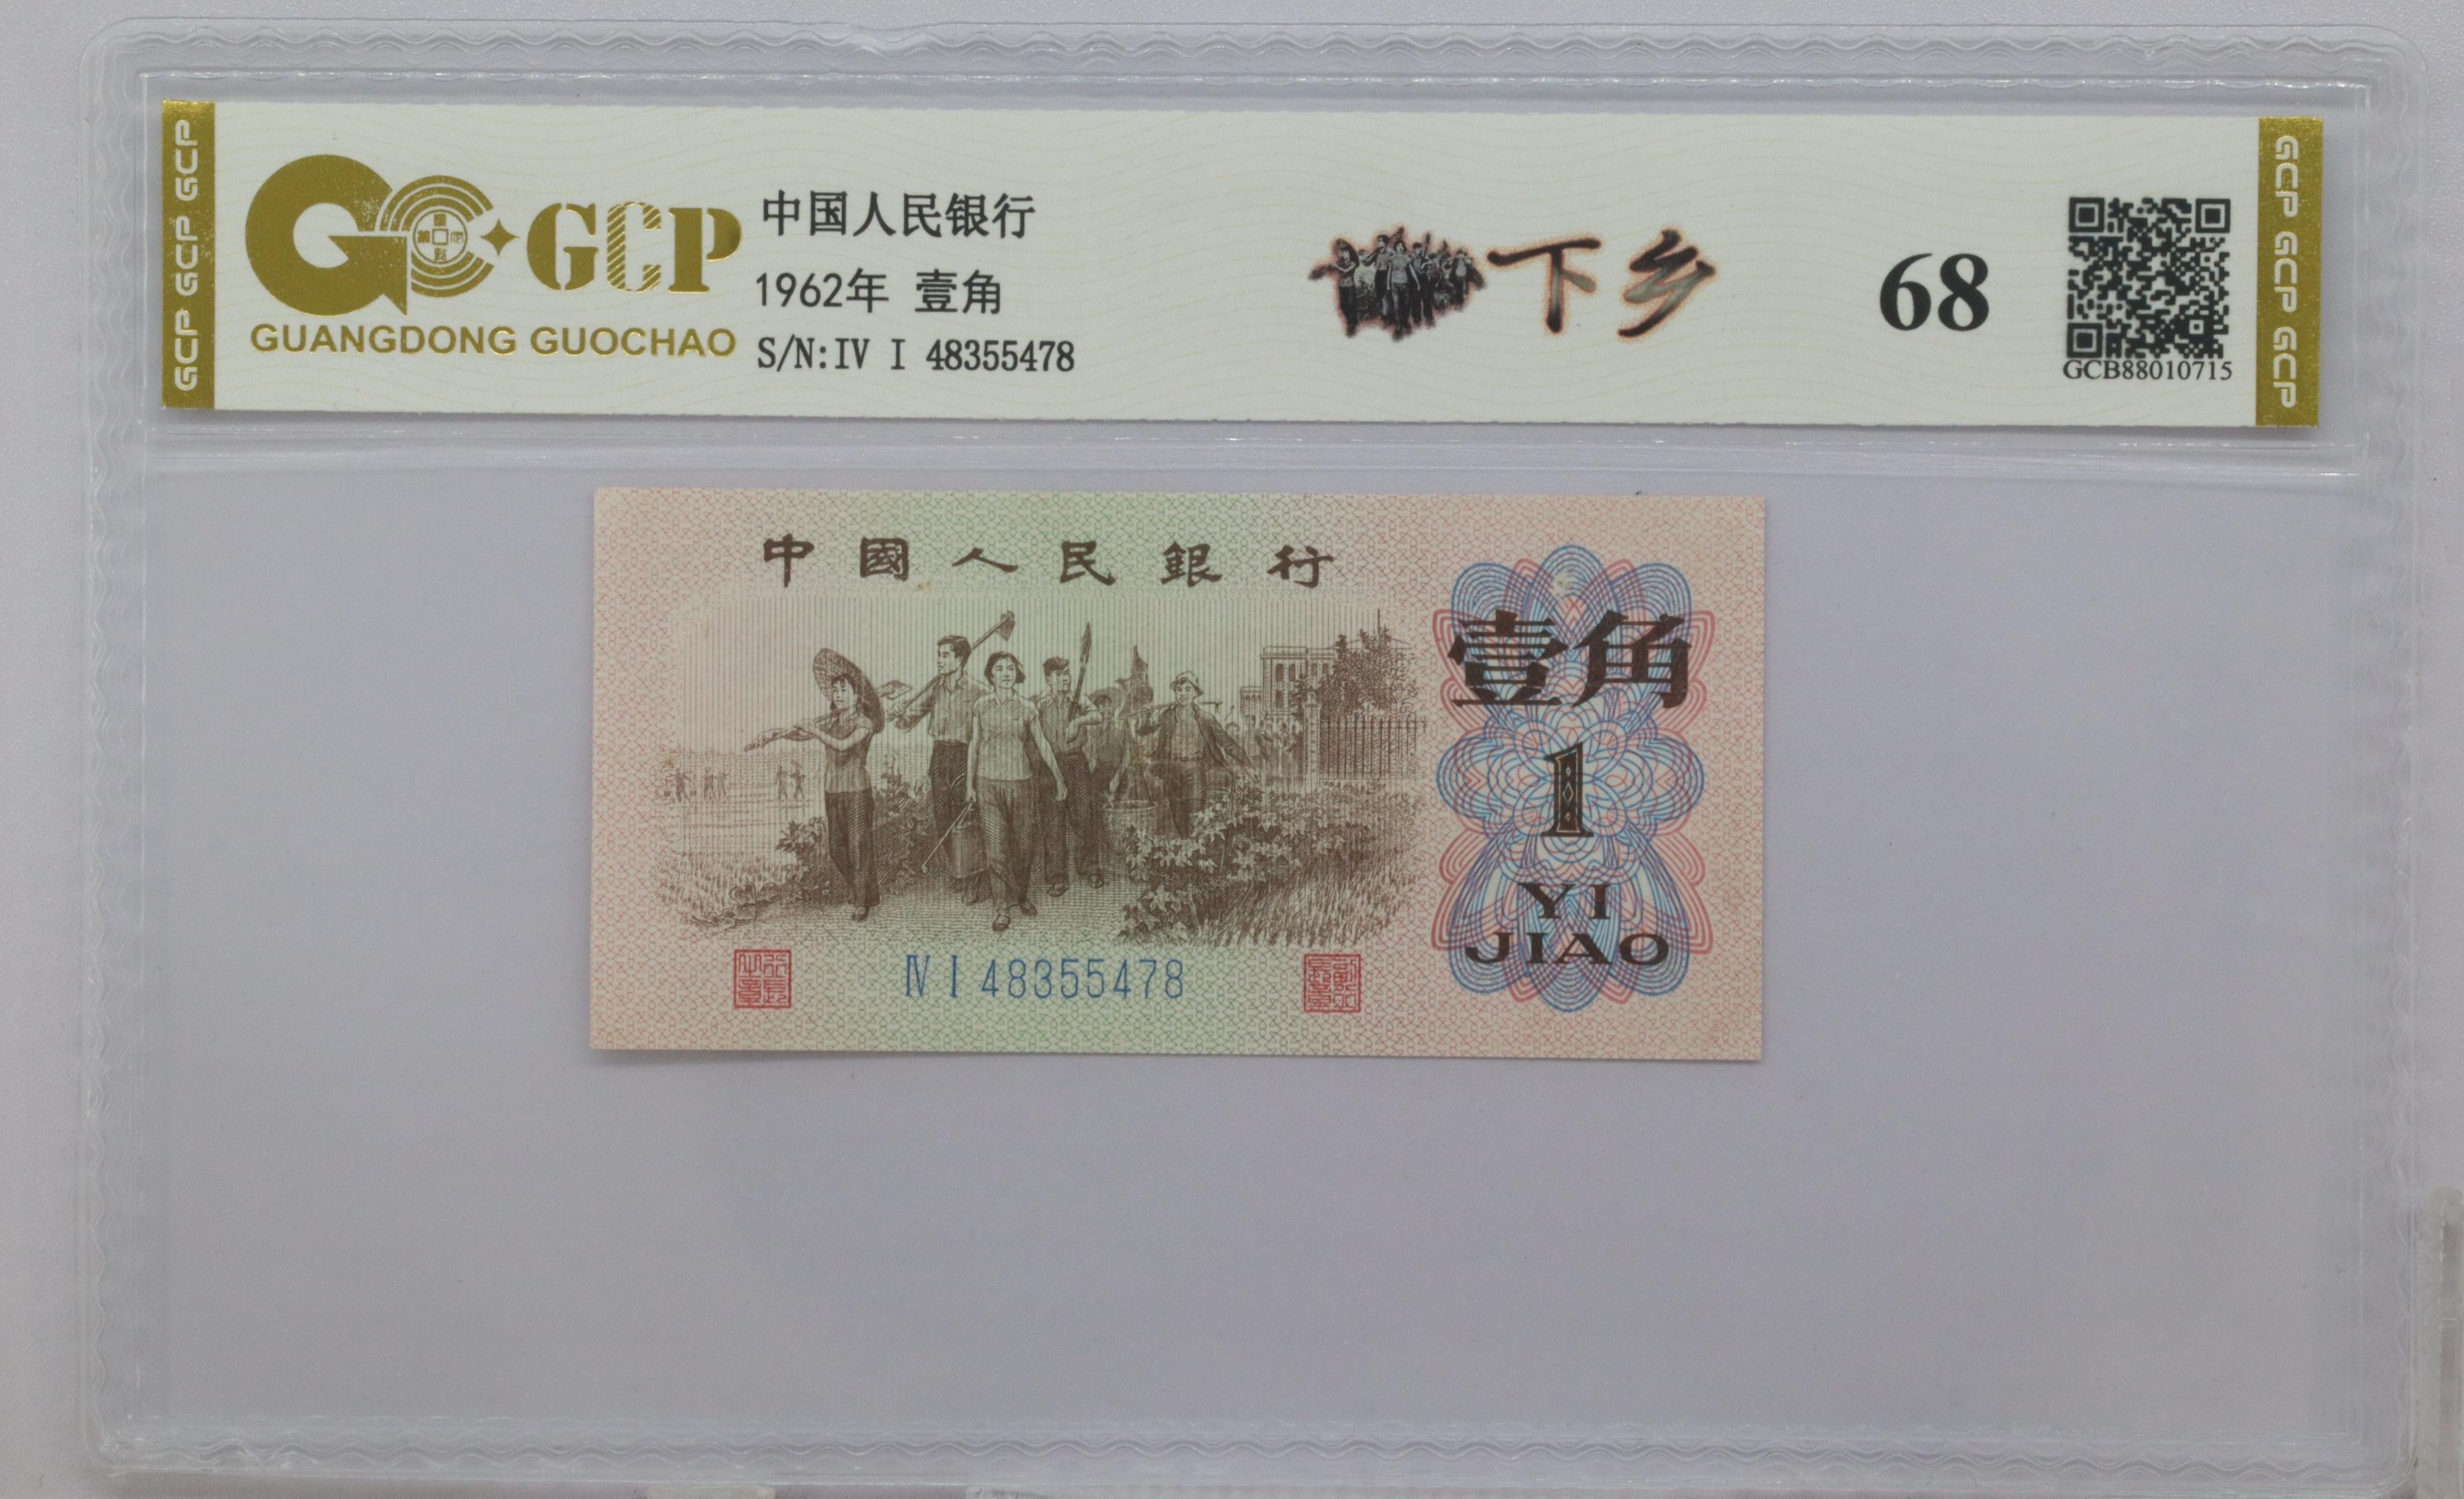 GCP GCP GCP
GCP
GUANGDONG GUOCHAO
中国人民银行
1962年 壹角
S/N:IV I 48355478
下乡
68
GCB88010715
GCP GCP GCP
中國人民銀行
壹角
1
YI
JIAO
IV I 48355478